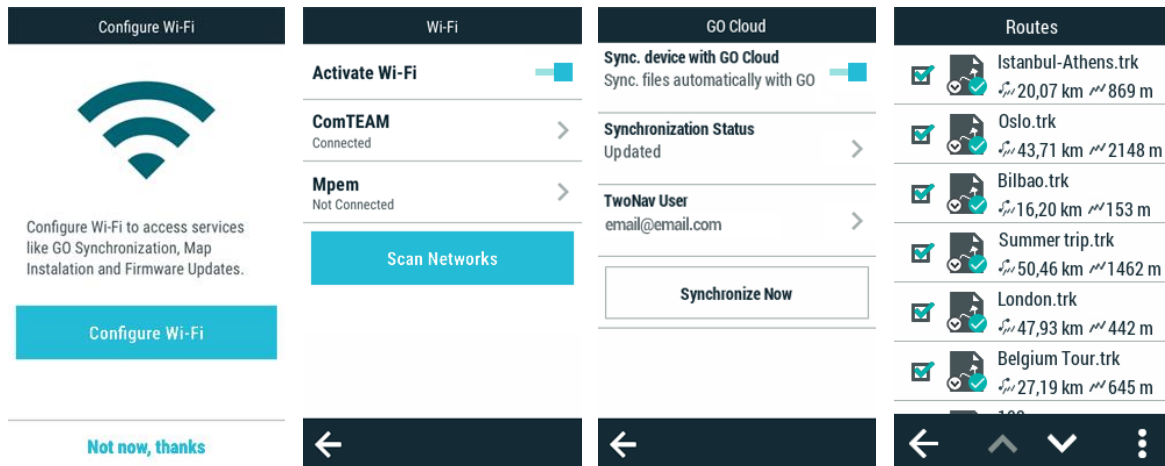 Configure Wi-Fi
Configure Wi-Fi to access services
like GO Synchronization, Map
Instalation and Firmware Updates.
Configure Wi-Fi
Not now, thanks
Wi-Fi
Activate Wi-Fi
ComTEAM
Connected
Mpem
Not Connected
Scan Networks
GO Cloud
Sync. device with GO Cloud
Sync. files automatically with GO
Synchronization Status
Updated
TwoNav User
email@email.com
Synchronize Now
Routes
Istanbul-Athens.trk
20,07 km 869 m
Oslo.trk
43,71 km 2148 m
Bilbao.trk
16,20 km 153 m
Summer trip.trk
50,46 km 1462 m
London.trk
47,93 km 442 m
Belgium Tour.trk
27,19 km 645 m